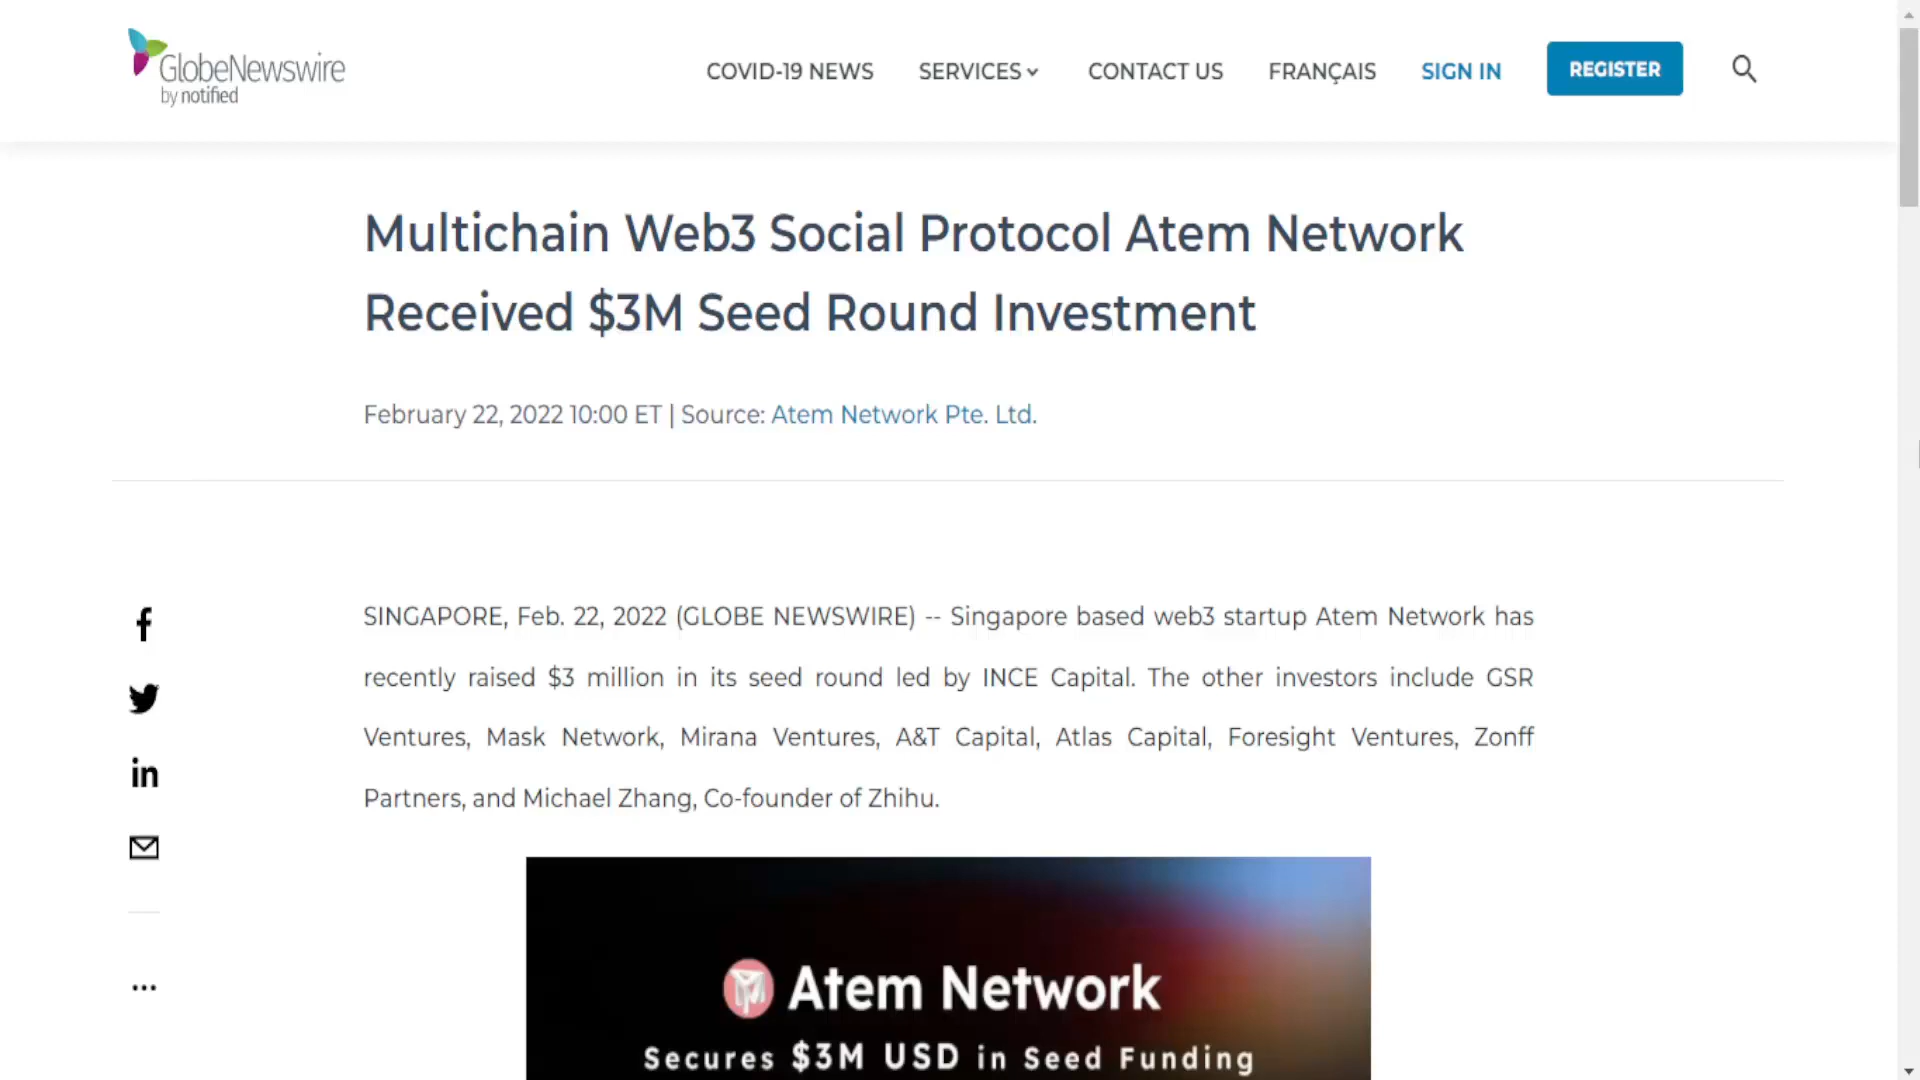 GlobeNewswire
by notified
COVID-19 NEWS SERVICES CONTACT US FRANÇAIS SIGN IN REGISTER
Multichain Web3 Social Protocol Atem Network
Received $3M Seed Round Investment
February 22, 2022 10:00 ET | Source: Atem Network Pte. Ltd.
SINGAPORE, Feb. 22, 2022 (GLOBE NEWSWIRE) -- Singapore based web3 startup Atem Network has
recently raised $3 million in its seed round led by INCE Capital. The other investors include GSR
Ventures, Mask Network, Mirana Ventures, A&T Capital, Atlas Capital, Foresight Ventures, Zonff
Partners, and Michael Zhang, Co-founder of Zhihu.
Atem Network
Secures $3M USD in Seed Funding